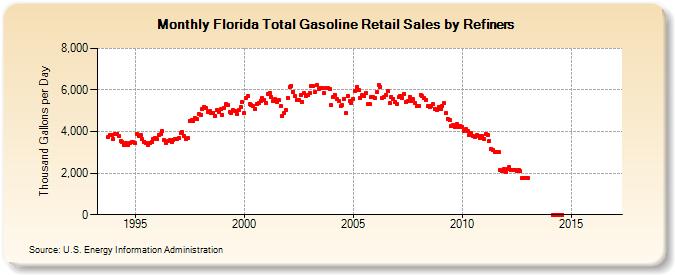 Monthly Florida Total Gasoline Retail Sales by Refiners
Thousand Gallons per Day
8,000
6,000
4,000
2,000
0
1995 2000 2005 2010 2015
Source: U.S. Energy Information Administration